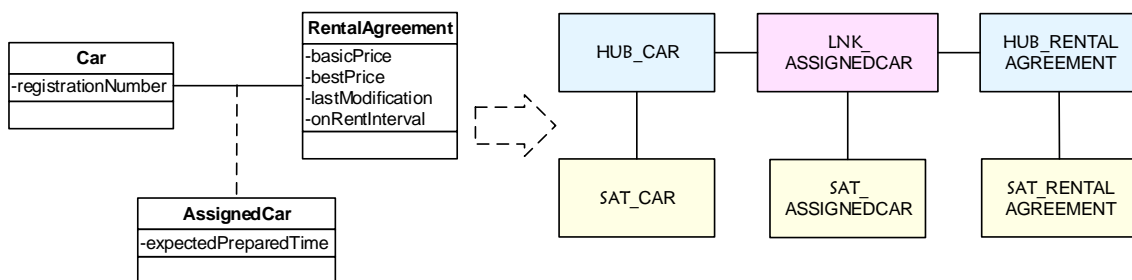 Car
-registrationNumber
RentalAgreement
-basicPrice
-bestPrice
-lastModification
-onRentInterval
AssignedCar
-expectedPreparedTime
HUB_CAR
LNK_
ASSIGNEDCAR
HUB_RENTAL
AGREEMENT
SAT_CAR
SAT_
ASSIGNEDCAR
SAT_RENTAL
AGREEMENT